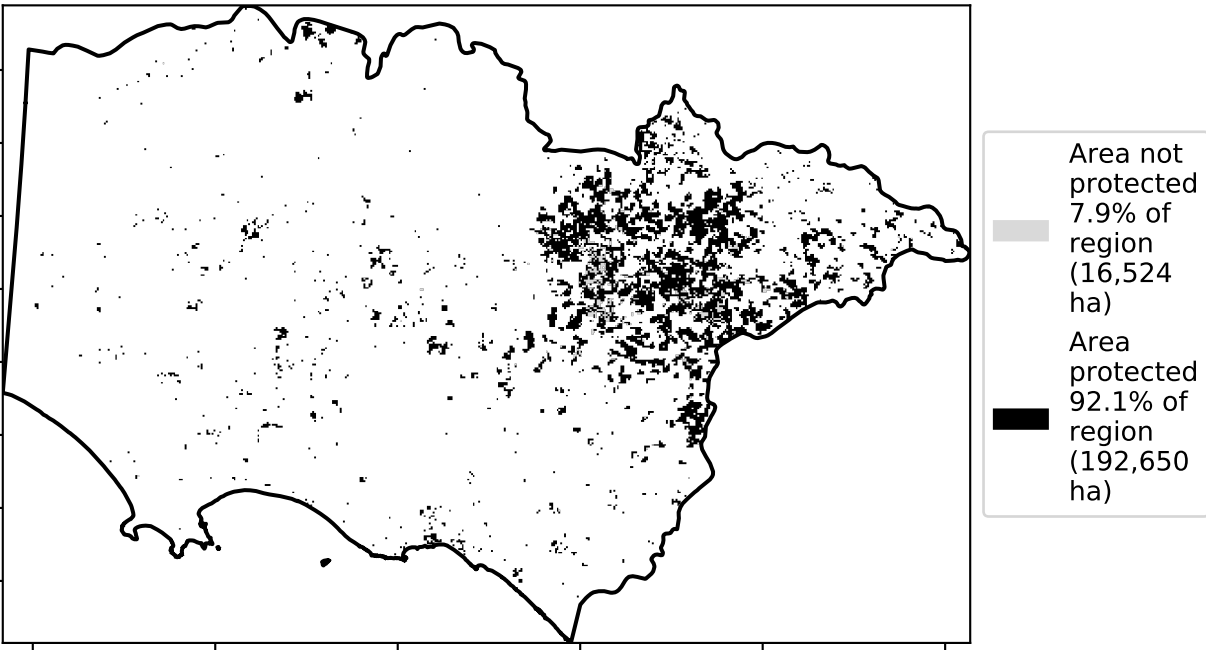 Area not
protected
7.9% of
region
(16,524
ha)
Area
protected
92.1% of
region
(192,650
ha)